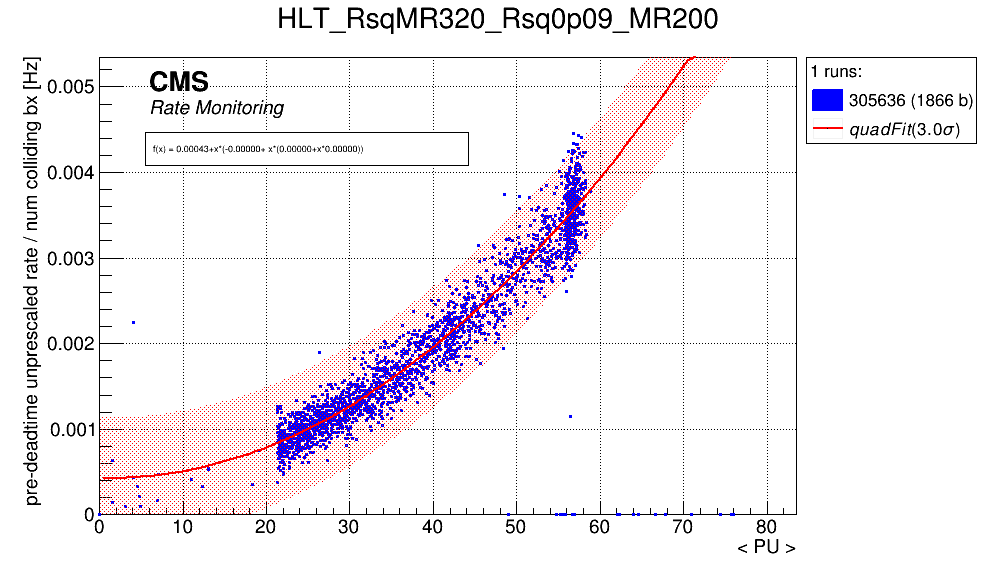 HLT_RsqMR320_Rsq0p09_MR200
pre-deadtime unprescaled rate / num colliding bx [Hz]
CMS
Rate Monitoring
f(x) = 0.00043+x*(-0.00000+ x*(0.00000+x*0.00000))
1 runs:
305636 (1866 b)
quadFit(3.0σ)
0.005
0.004
0.003
0.002
0.001
0
0 10 20 30 40 50 60 70 80
< PU >